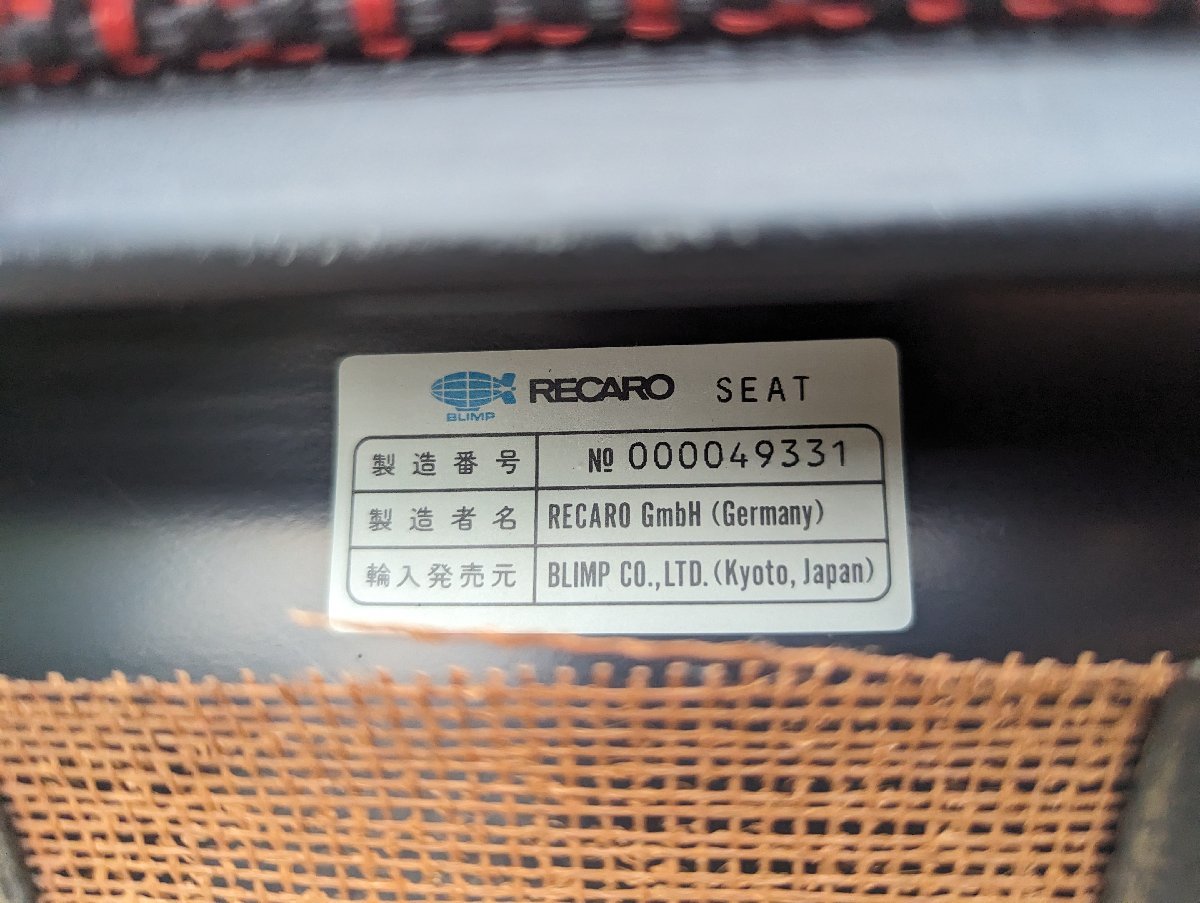 BLIMP RECARO SEAT
製造番号 № 000049331
製造者名 RECARO GmbH (Germany)
輸入発売元 BLIMP CO.,LTD. (Kyoto, Japan)